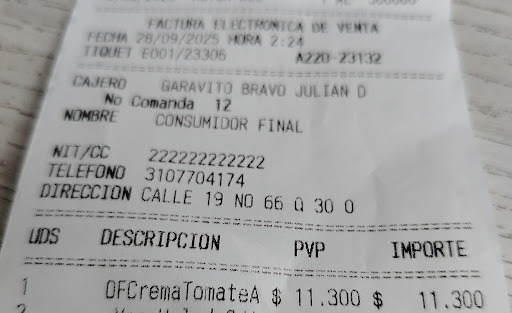 FACTURA ELECTRONICA DE VENTA
FECHA 28/09/2025 HORA 2:24
TIQUET E001/23306 A220-23132
CAJERO GARAVITO BRAVO JULIAN D
No Comanda 12
NOMBRE CONSUMIDOR FINAL
NIT/CC 222222222222
TELEFONO 3107704174
DIRECCION CALLE 19 NO 66 Q 30 O
UDS DESCRIPCION PVP IMPORTE
1 OFCremaTomateA $ 11.300 $ 11.300
2